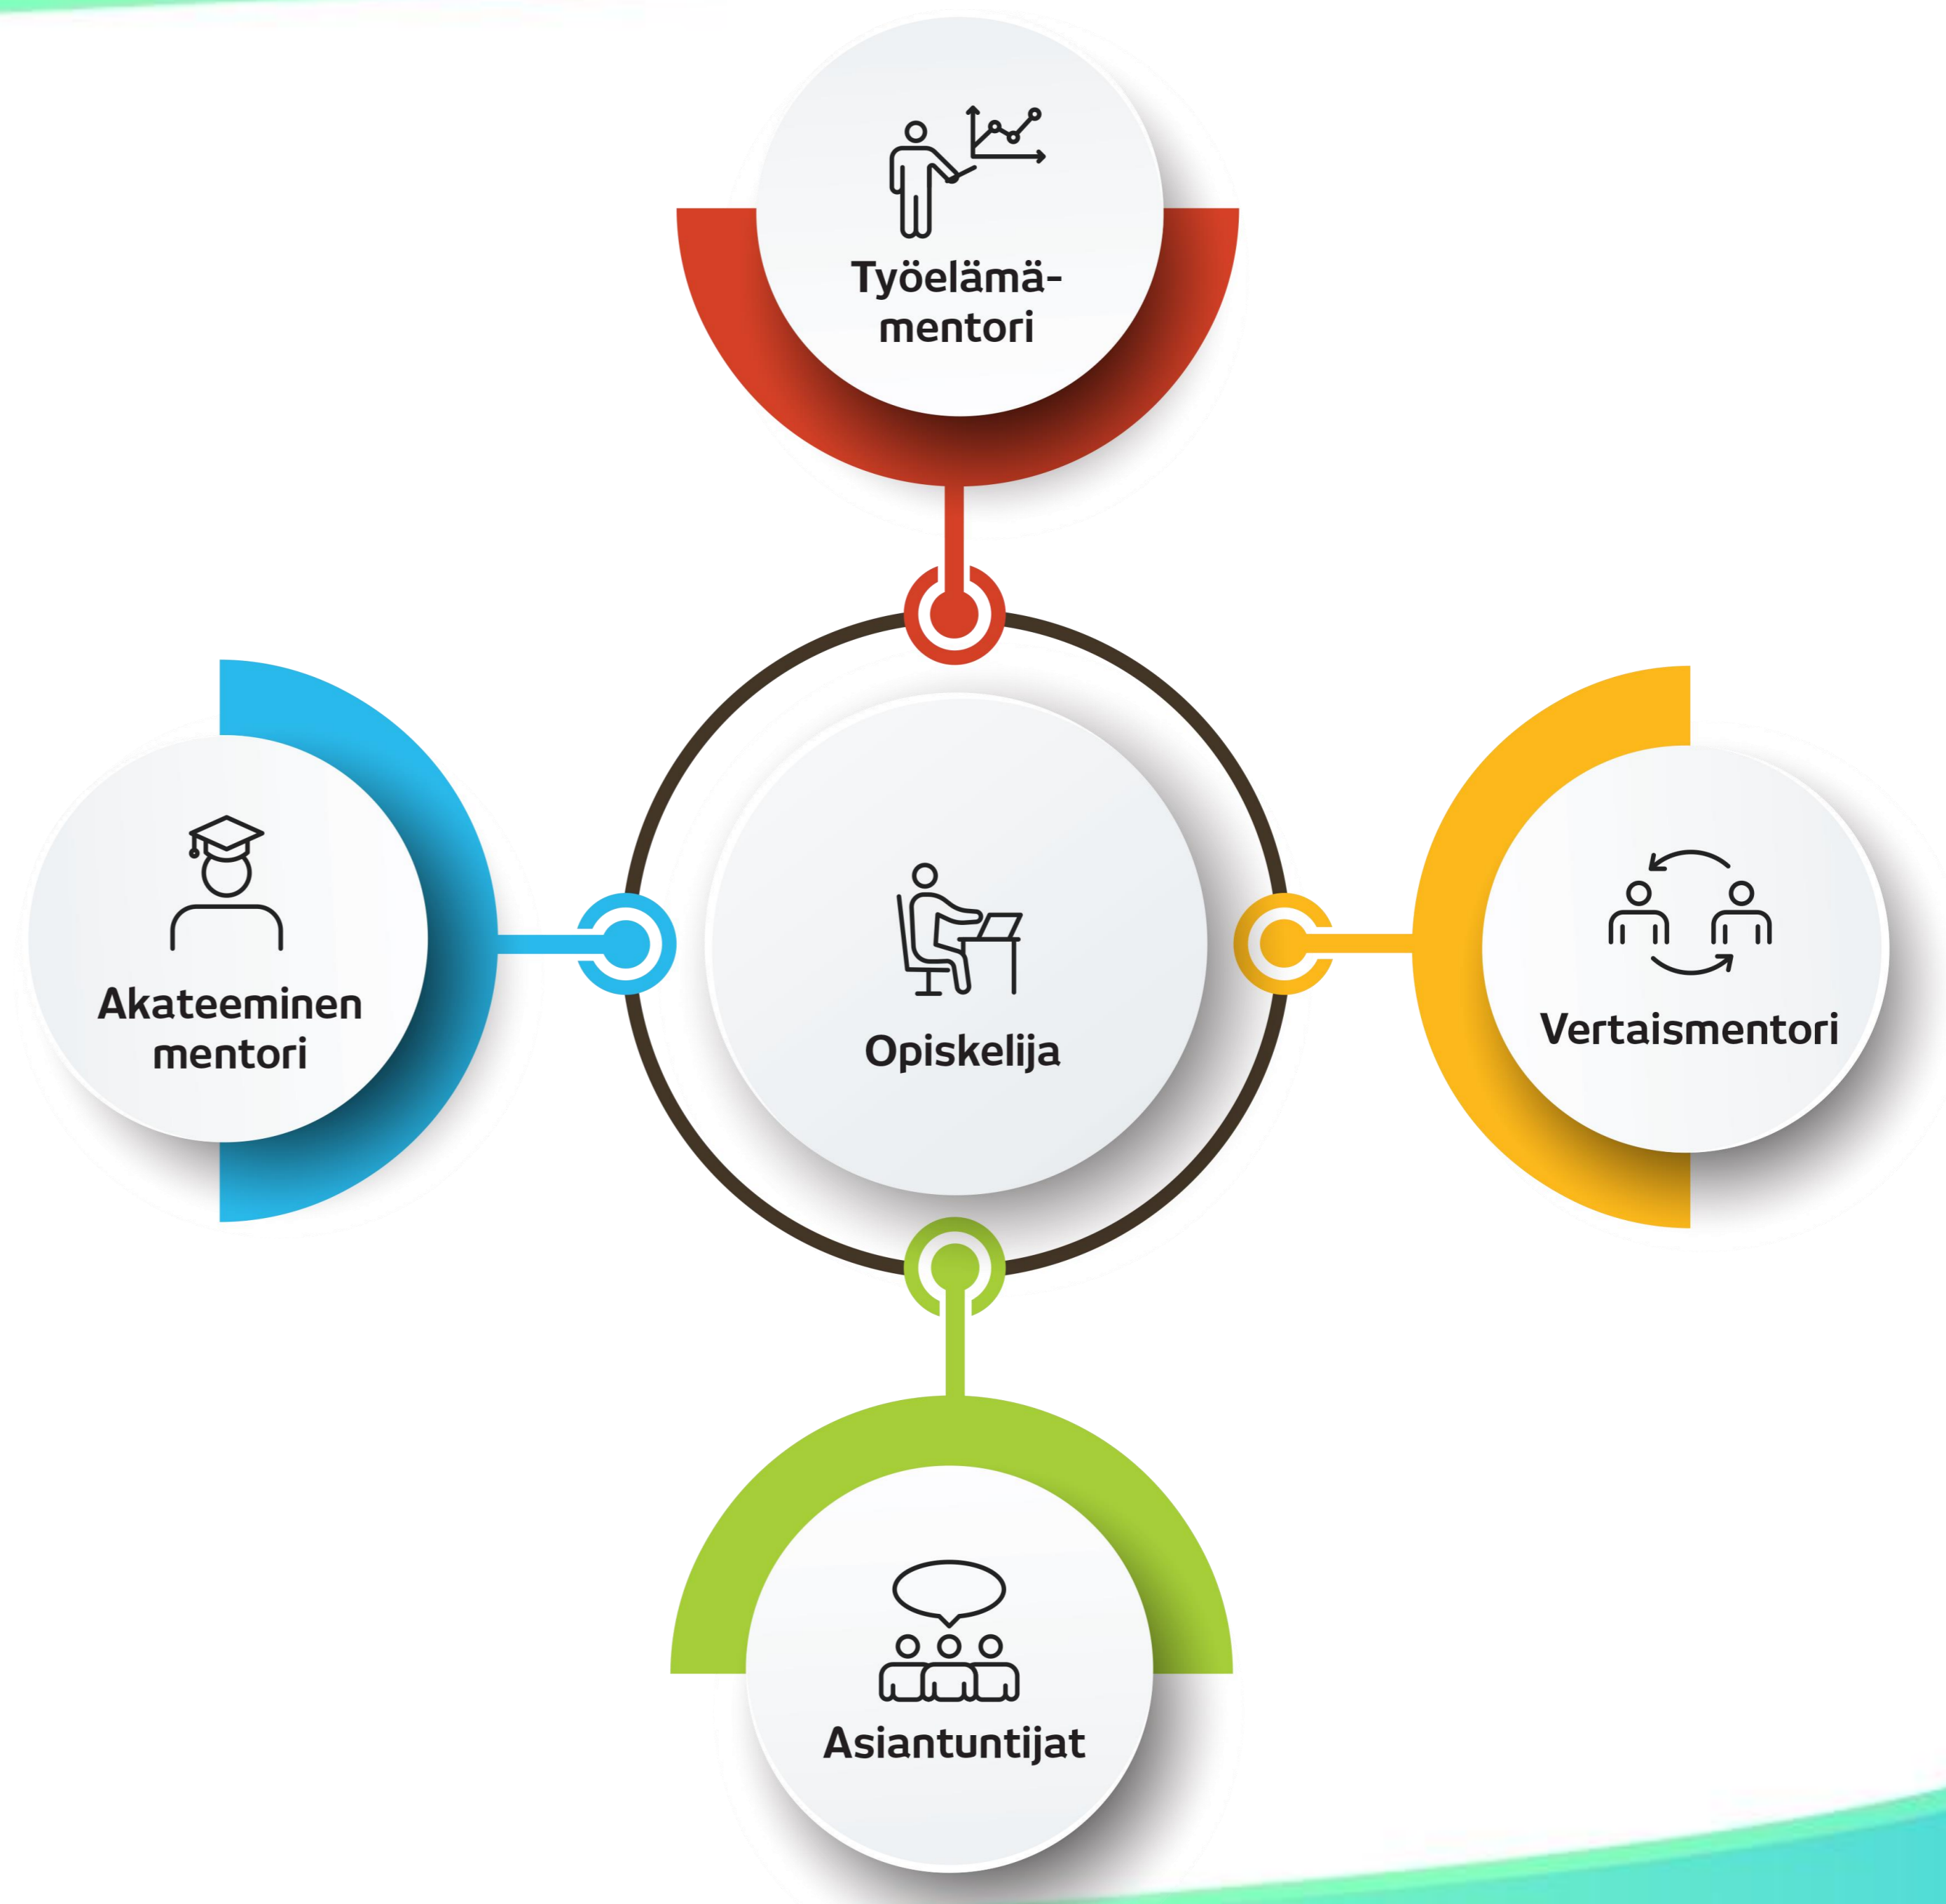 Työelämä-
mentori
Akateeminen
mentori
Opiskelija
Vertaismentori
Asiantuntijat